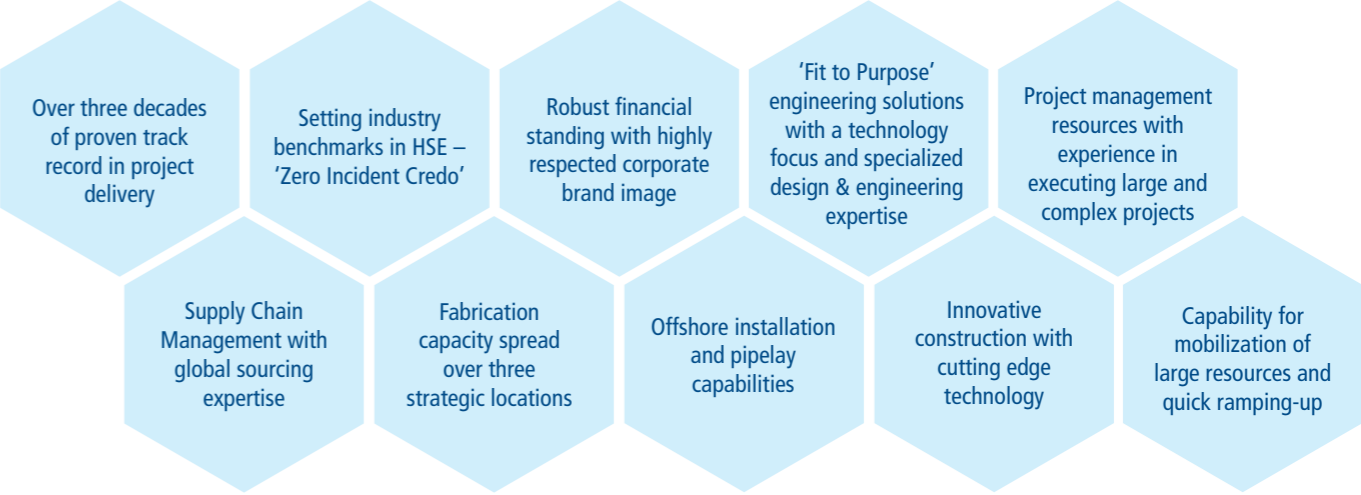 Over three decades
of proven track
record in project
delivery
Setting industry
benchmarks in HSE –
‘Zero Incident Credo’
Robust financial
standing with highly
respected corporate
brand image
‘Fit to Purpose’
engineering solutions
with a technology
focus and specialized
design & engineering
expertise
Project management
resources with
experience in
executing large and
complex projects
Supply Chain
Management with
global sourcing
expertise
Fabrication
capacity spread
over three
strategic locations
Offshore installation
and pipelay
capabilities
Innovative
construction with
cutting edge
technology
Capability for
mobilization of
large resources and
quick ramping-up